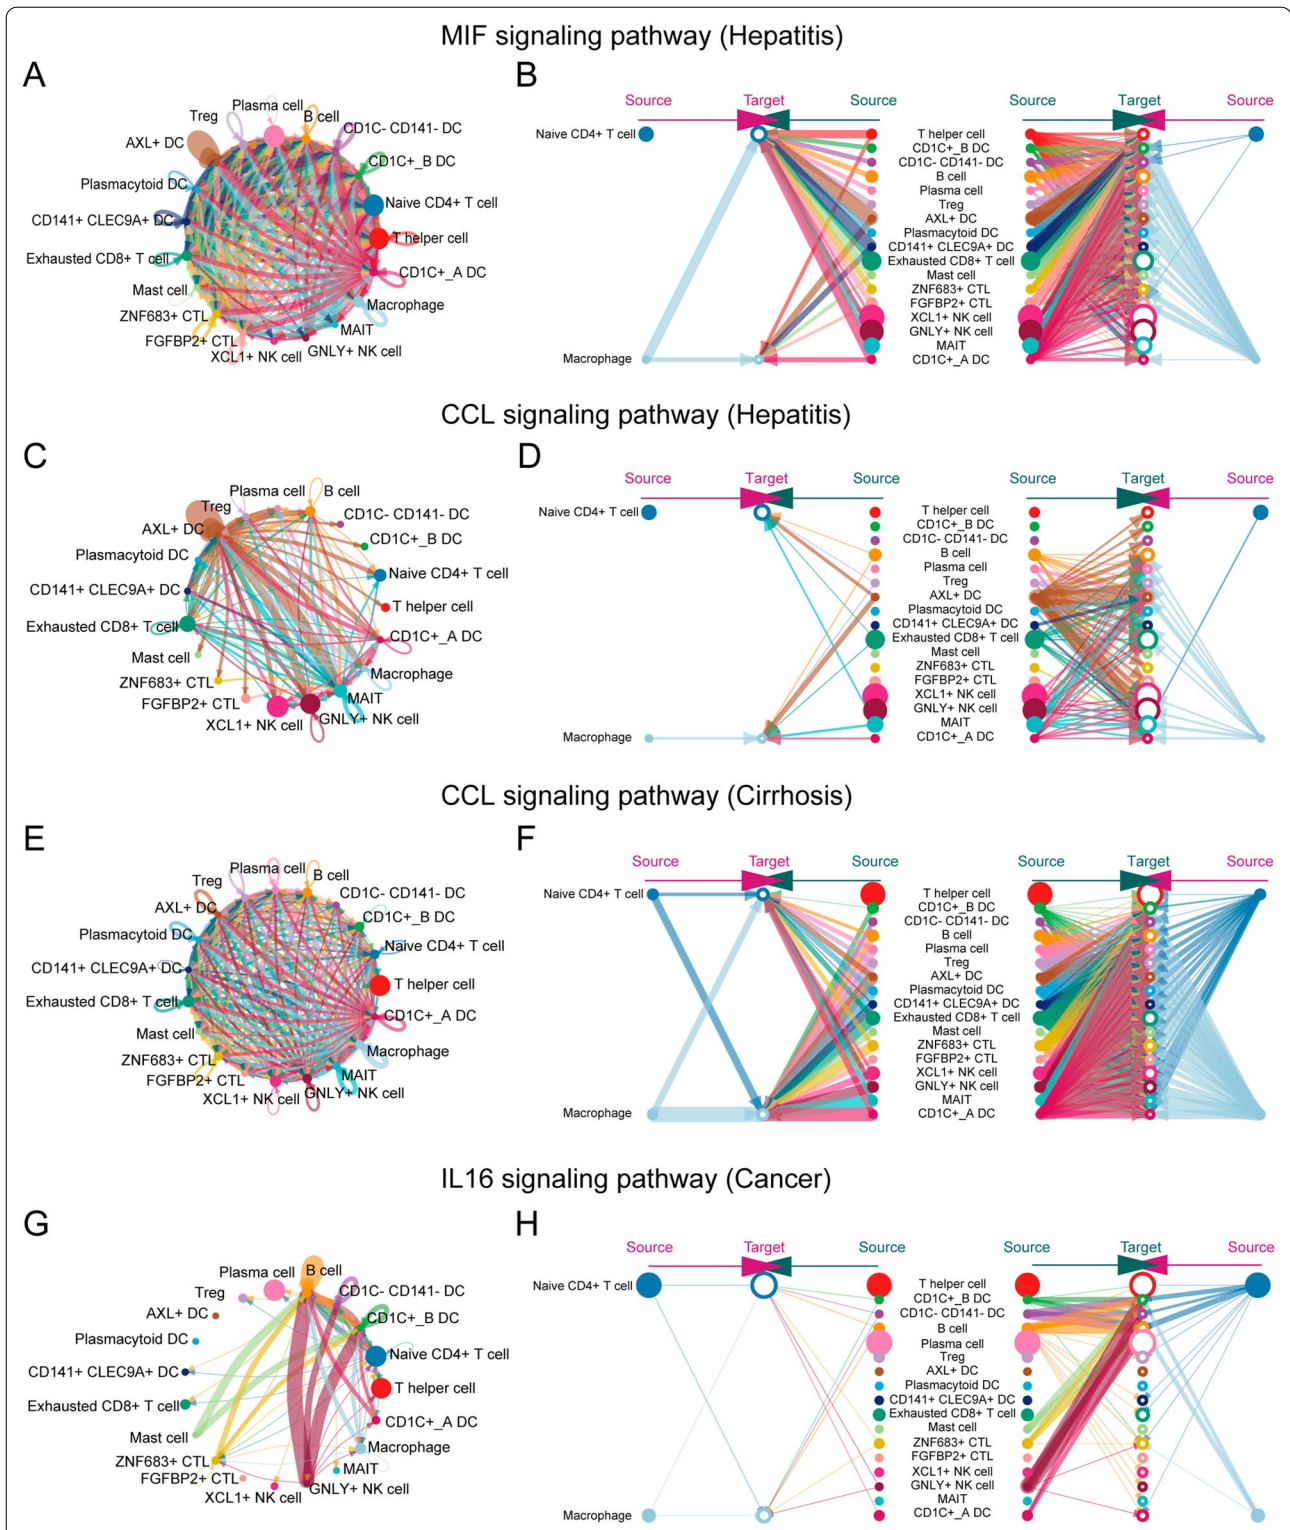 MIF signaling pathway (Hepatitis)
A
Plasma cell
B cell
Treg
CD1C- CD141- DC
AXL+ DC
CD1C+_B DC
Plasmacytoid DC
Naive CD4+ T cell
CD141+ CLEC9A+ DC
T helper cell
Exhausted CD8+ T cell
CD1C+_A DC
Mast cell
Macrophage
ZNF683+ CTL
MAIT
FGFBP2+ CTL
GNLY+ NK cell
XCL1+ NK cell
B
Source Target Source Source Target Source
Naive CD4+ T cell
Macrophage
T helper cell
CD1C+_B DC
CD1C- CD141- DC
B cell
Plasma cell
Treg
AXL+ DC
Plasmacytoid DC
CD141+ CLEC9A+ DC
Exhausted CD8+ T cell
Mast cell
ZNF683+ CTL
FGFBP2+ CTL
XCL1+ NK cell
GNLY+ NK cell
MAIT
CD1C+_A DC
CCL signaling pathway (Hepatitis)
C
Plasma cell
B cell
Treg
CD1C- CD141- DC
AXL+ DC
CD1C+_B DC
Plasmacytoid DC
Naive CD4+ T cell
CD141+ CLEC9A+ DC
T helper cell
Exhausted CD8+ T cell
CD1C+_A DC
Mast cell
Macrophage
ZNF683+ CTL
MAIT
FGFBP2+ CTL
GNLY+ NK cell
XCL1+ NK cell
D
Source Target Source Source Target Source
Naive CD4+ T cell
Macrophage
T helper cell
CD1C+_B DC
CD1C- CD141- DC
B cell
Plasma cell
Treg
AXL+ DC
Plasmacytoid DC
CD141+ CLEC9A+ DC
Exhausted CD8+ T cell
Mast cell
ZNF683+ CTL
FGFBP2+ CTL
XCL1+ NK cell
GNLY+ NK cell
MAIT
CD1C+_A DC
CCL signaling pathway (Cirrhosis)
E
Plasma cell
B cell
Treg
CD1C- CD141- DC
AXL+ DC
CD1C+_B DC
Plasmacytoid DC
Naive CD4+ T cell
CD141+ CLEC9A+ DC
T helper cell
Exhausted CD8+ T cell
CD1C+_A DC
Mast cell
Macrophage
ZNF683+ CTL
MAIT
FGFBP2+ CTL
GNLY+ NK cell
XCL1+ NK cell
F
Source Target Source Source Target Source
Naive CD4+ T cell
Macrophage
T helper cell
CD1C+_B DC
CD1C- CD141- DC
B cell
Plasma cell
Treg
AXL+ DC
Plasmacytoid DC
CD141+ CLEC9A+ DC
Exhausted CD8+ T cell
Mast cell
ZNF683+ CTL
FGFBP2+ CTL
XCL1+ NK cell
GNLY+ NK cell
MAIT
CD1C+_A DC
IL16 signaling pathway (Cancer)
G
Plasma cell
B cell
Treg
CD1C- CD141- DC
AXL+ DC
CD1C+_B DC
Plasmacytoid DC
Naive CD4+ T cell
CD141+ CLEC9A+ DC
T helper cell
Exhausted CD8+ T cell
CD1C+_A DC
Mast cell
Macrophage
ZNF683+ CTL
MAIT
FGFBP2+ CTL
GNLY+ NK cell
XCL1+ NK cell
H
Source Target Source Source Target Source
Naive CD4+ T cell
Macrophage
T helper cell
CD1C+_B DC
CD1C- CD141- DC
B cell
Plasma cell
Treg
AXL+ DC
Plasmacytoid DC
CD141+ CLEC9A+ DC
Exhausted CD8+ T cell
Mast cell
ZNF683+ CTL
FGFBP2+ CTL
XCL1+ NK cell
GNLY+ NK cell
MAIT
CD1C+_A DC